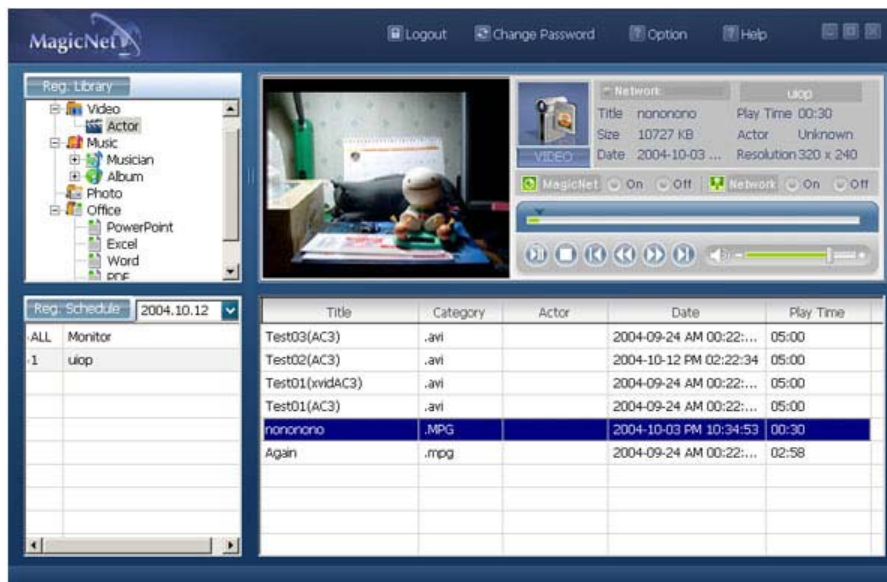 MagicNet
Logout Change Password Option Help
Reg. Library
Video
Actor
Music
Musician
Album
Photo
Office
PowerPoint
Excel
Word
PDF
VIDEO
Network uiop
Title nononono Play Time 00:30
Size 10727 KB Actor Unknown
Date 2004-10-03 ... Resolution 320 x 240
MagicNet On Off Network On Off
Reg. Schedule 2004.10.12
ALL Monitor
1 uiop
Title Category Actor Date Play Time
Test03(AC3) .avi 2004-09-24 AM 00:22:... 05:00
Test02(AC3) .avi 2004-10-12 PM 02:22:34 05:00
Test01(xvidAC3) .avi 2004-09-24 AM 00:22:... 05:00
Test01(AC3) .avi 2004-09-24 AM 00:22:... 05:00
nononono .MPG 2004-10-03 PM 10:34:53 00:30
Again .mpg 2004-09-24 AM 00:22:... 02:58